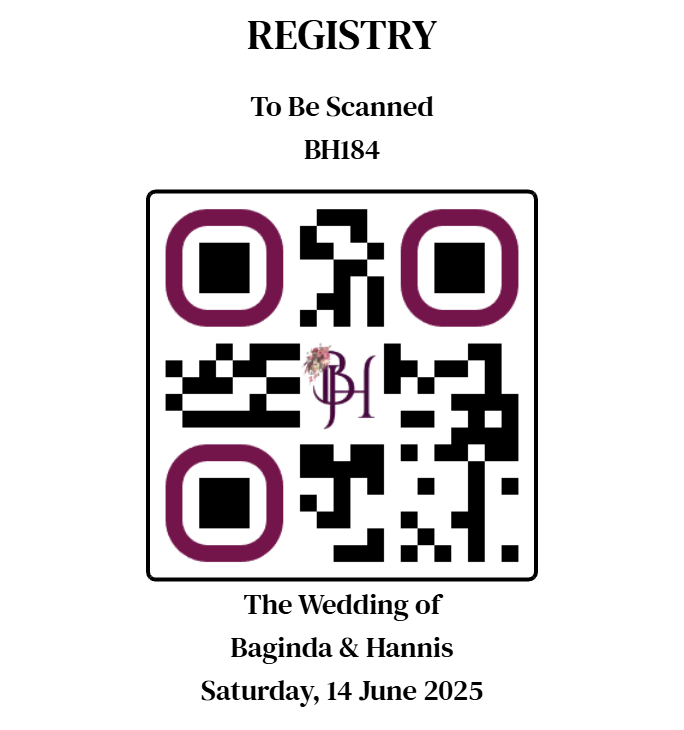 REGISTRY
To Be Scanned
BH184
BH
The Wedding of
Baginda & Hannis
Saturday, 14 June 2025